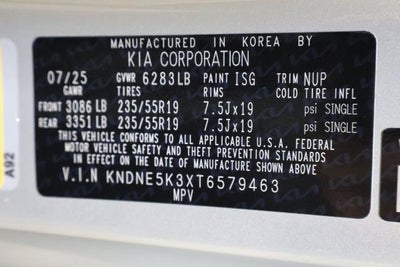 MANUFACTURED IN KOREA BY
KIA CORPORATION
07/25 GVWR 6283LB PAINT ISG TRIM NUP
GAWR TIRES RIMS COLD TIRE INFL
FRONT 3086 LB 235/55R19 7.5Jx19 psi SINGLE
REAR 3351 LB 235/55R19 7.5Jx19 psi SINGLE
THIS VEHICLE CONFORMS TO ALL APPLICABLE U.S.A. FEDERAL
MOTOR VEHICLE SAFETY AND THEFT PREVENTION STANDARDS
IN EFFECT ON THE DATE OF MANUFACTURE SHOWN ABOVE
V.I.N KNDNE5K3XT6579463
MPV
A92